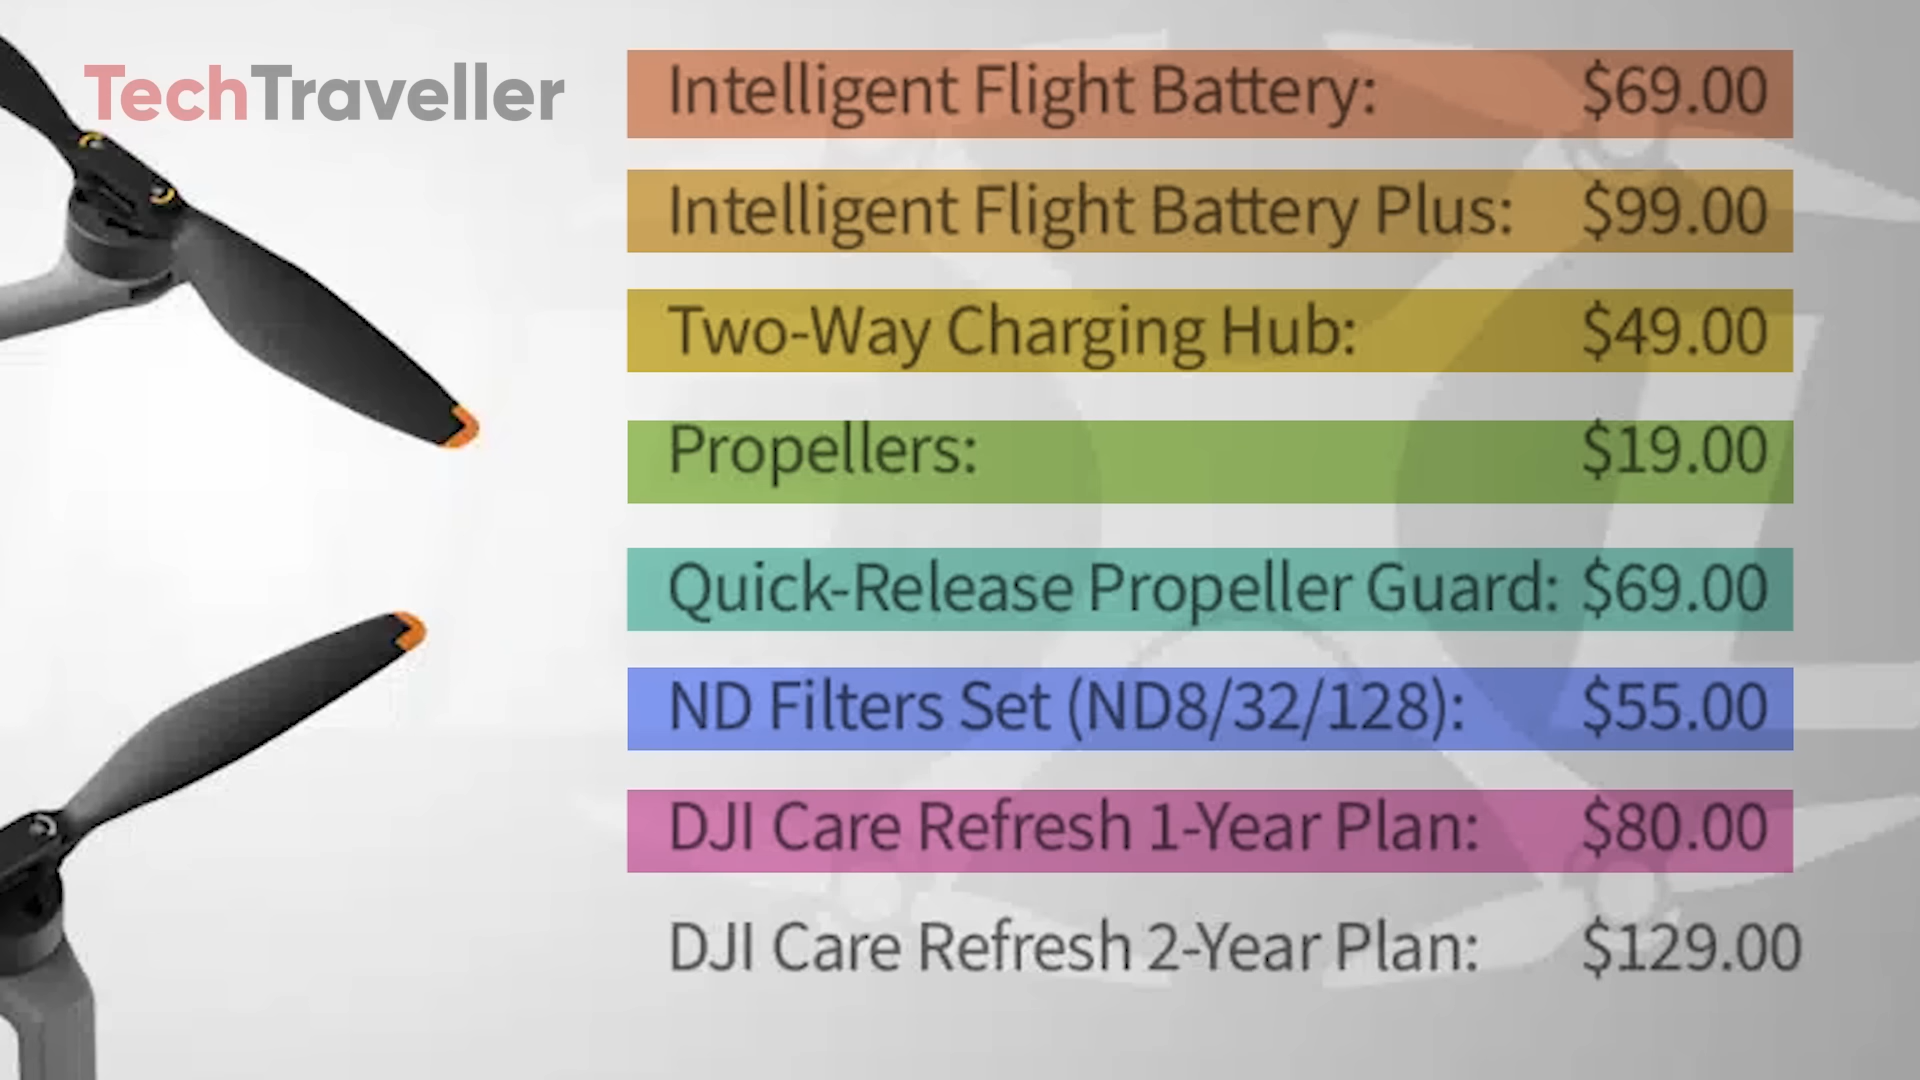 TechTraveller
Intelligent Flight Battery: $69.00
Intelligent Flight Battery Plus: $99.00
Two-Way Charging Hub: $49.00
Propellers: $19.00
Quick-Release Propeller Guard: $69.00
ND Filters Set (ND8/32/128): $55.00
DJI Care Refresh 1-Year Plan: $80.00
DJI Care Refresh 2-Year Plan: $129.00